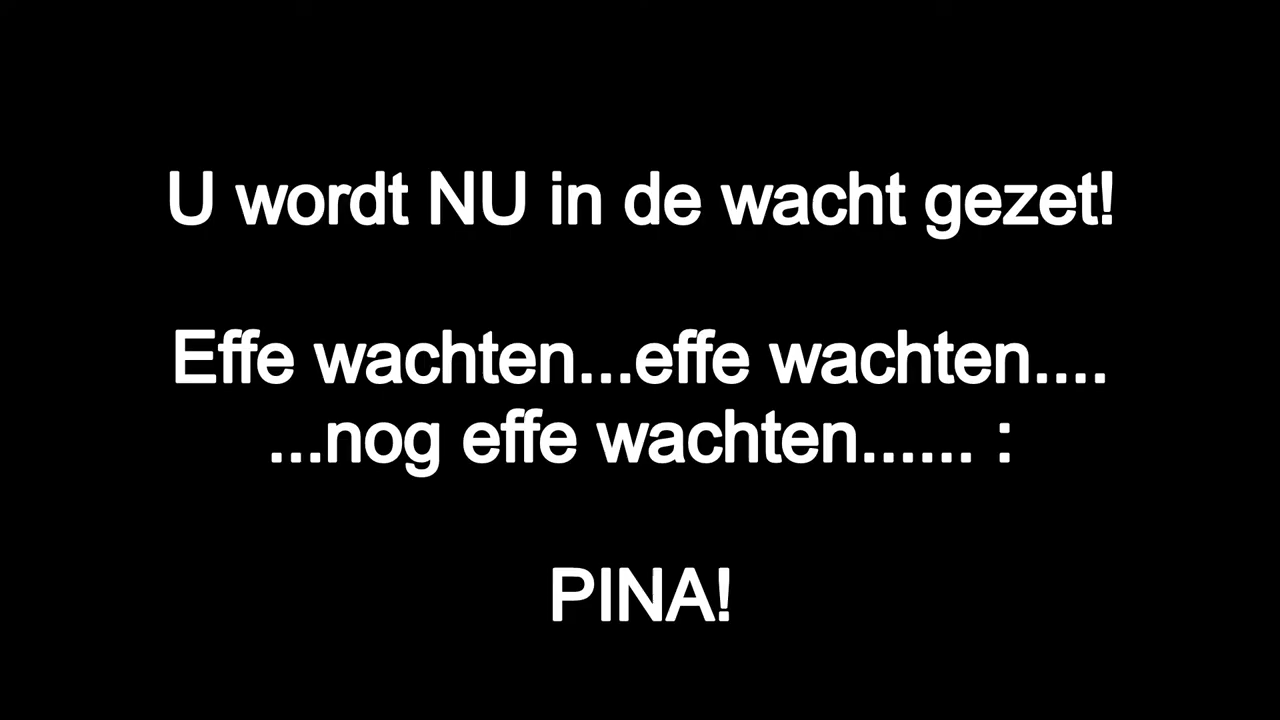 U wordt NU in de wacht gezet!
Effe wachten...effe wachten....
...nog effe wachten...... :
PINA!